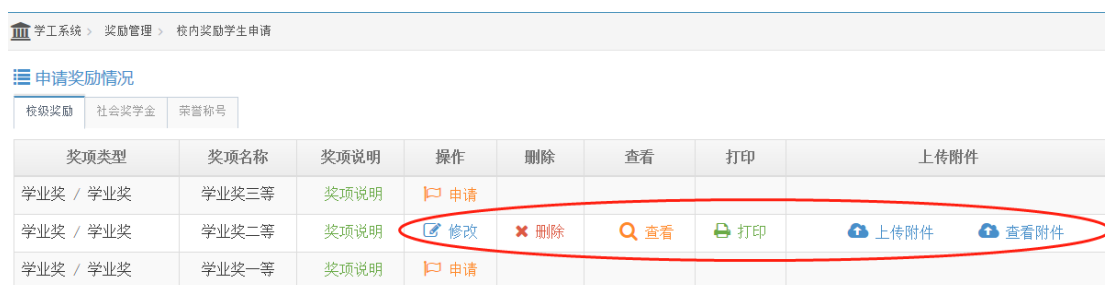 学工系统 > 奖励管理 > 校内奖励学生申请
申请奖励情况
校级奖励 社会奖学金 荣誉称号
奖项类型 奖项名称 奖项说明 操作 删除 查看 打印 上传附件
学业奖 / 学业奖 学业奖三等 奖项说明 申请
学业奖 / 学业奖 学业奖二等 奖项说明 修改 删除 查看 打印 上传附件 查看附件
学业奖 / 学业奖 学业奖一等 奖项说明 申请